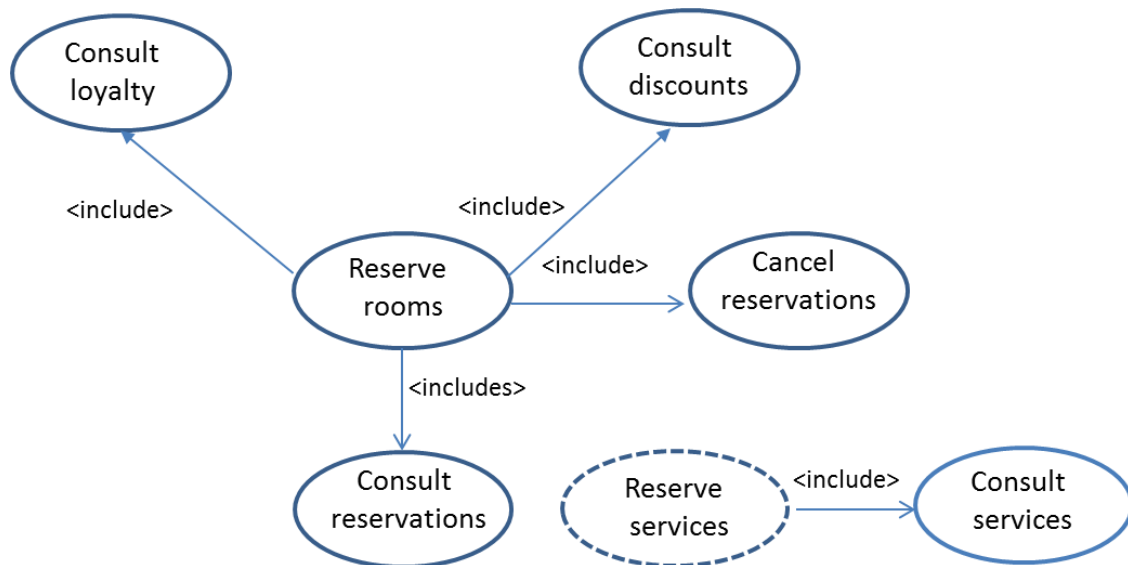 Consult
loyalty
Consult
discounts
<include>
<include>
Reserve
rooms
<include>
Cancel
reservations
<includes>
Consult
reservations
Reserve
services
<include>
Consult
services